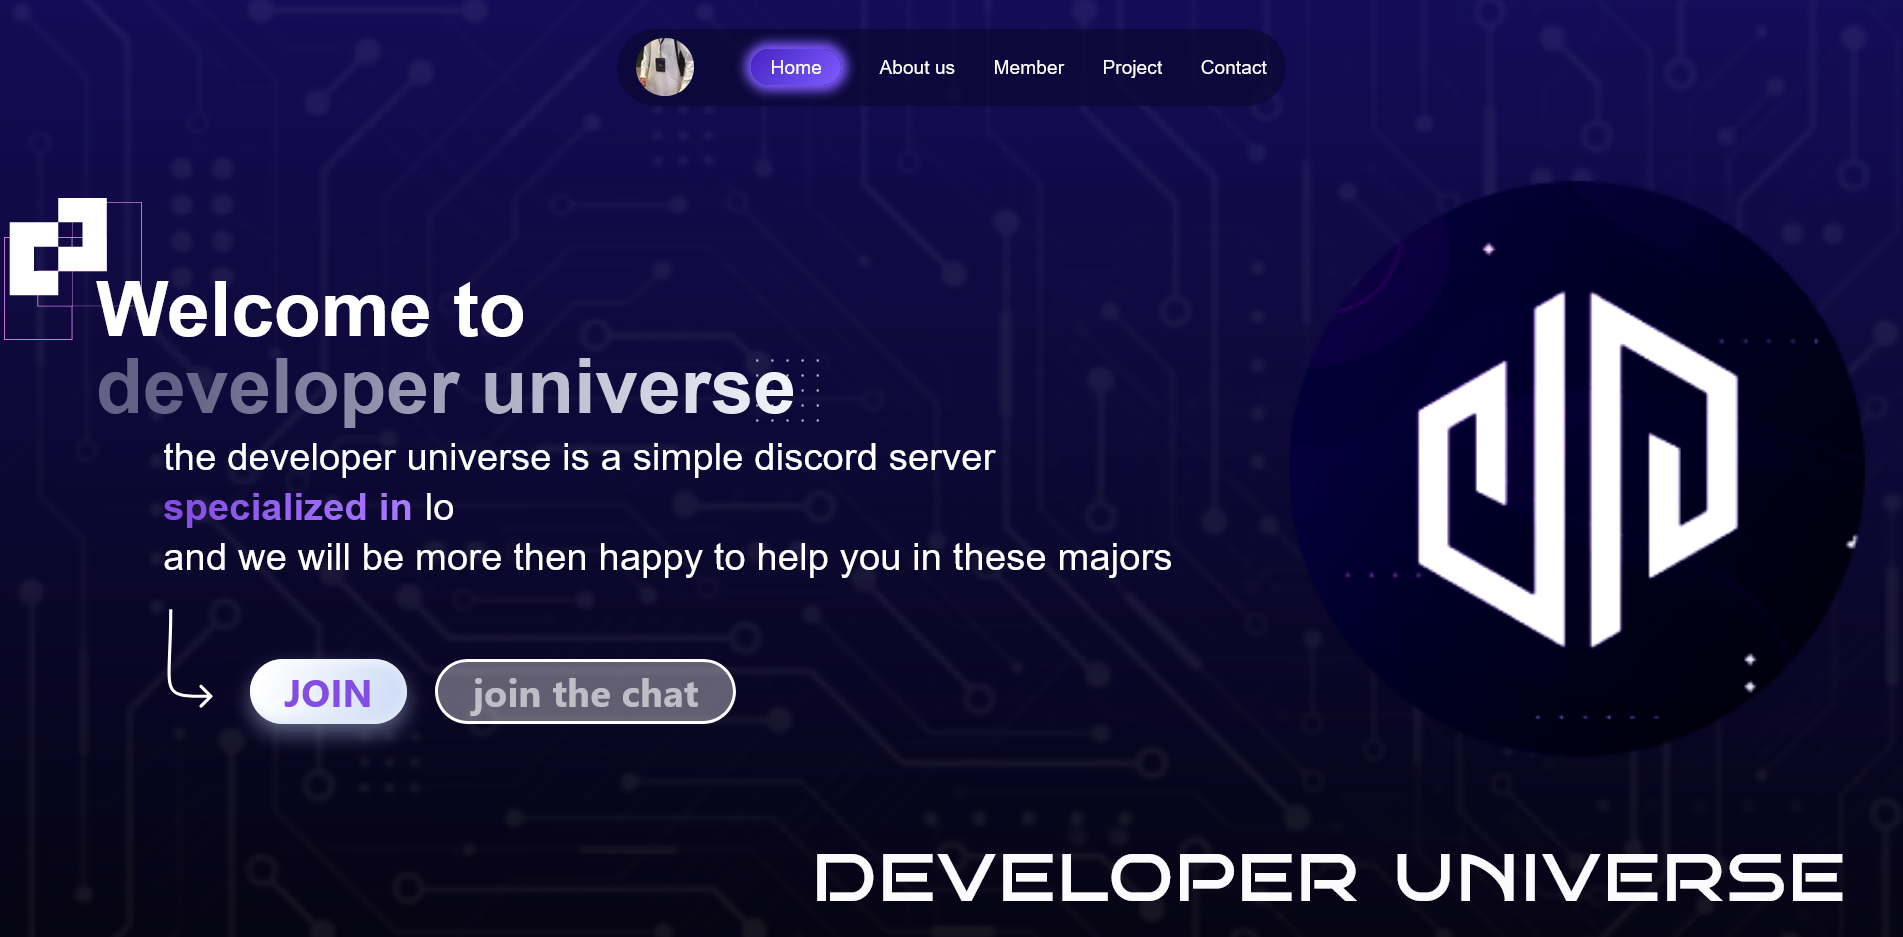 Home About us Member Project Contact
Welcome to
developer universe
the developer universe is a simple discord server
specialized in lo
and we will be more then happy to help you in these majors
JOIN join the chat
DEVELOPER UNIVERSE